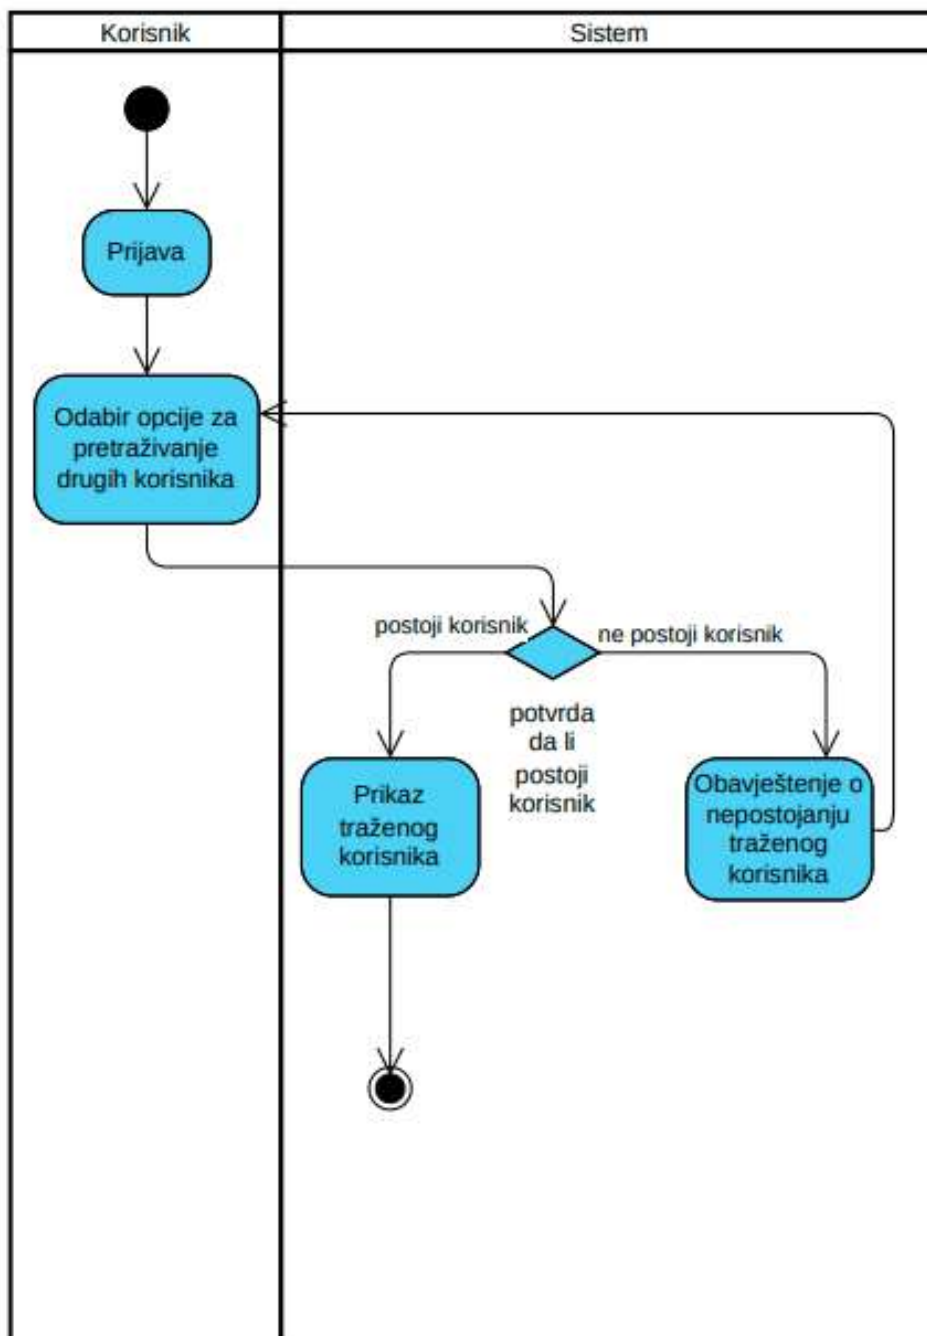 Korisnik
Sistem
Prijava
Odabir opcije za
pretraživanje
drugih korisnika
postoji korisnik
ne postoji korisnik
potvrda
da li
postoji
korisnik
Prikaz
traženog
korisnika
Obavještenje o
nepostojanju
traženog
korisnika